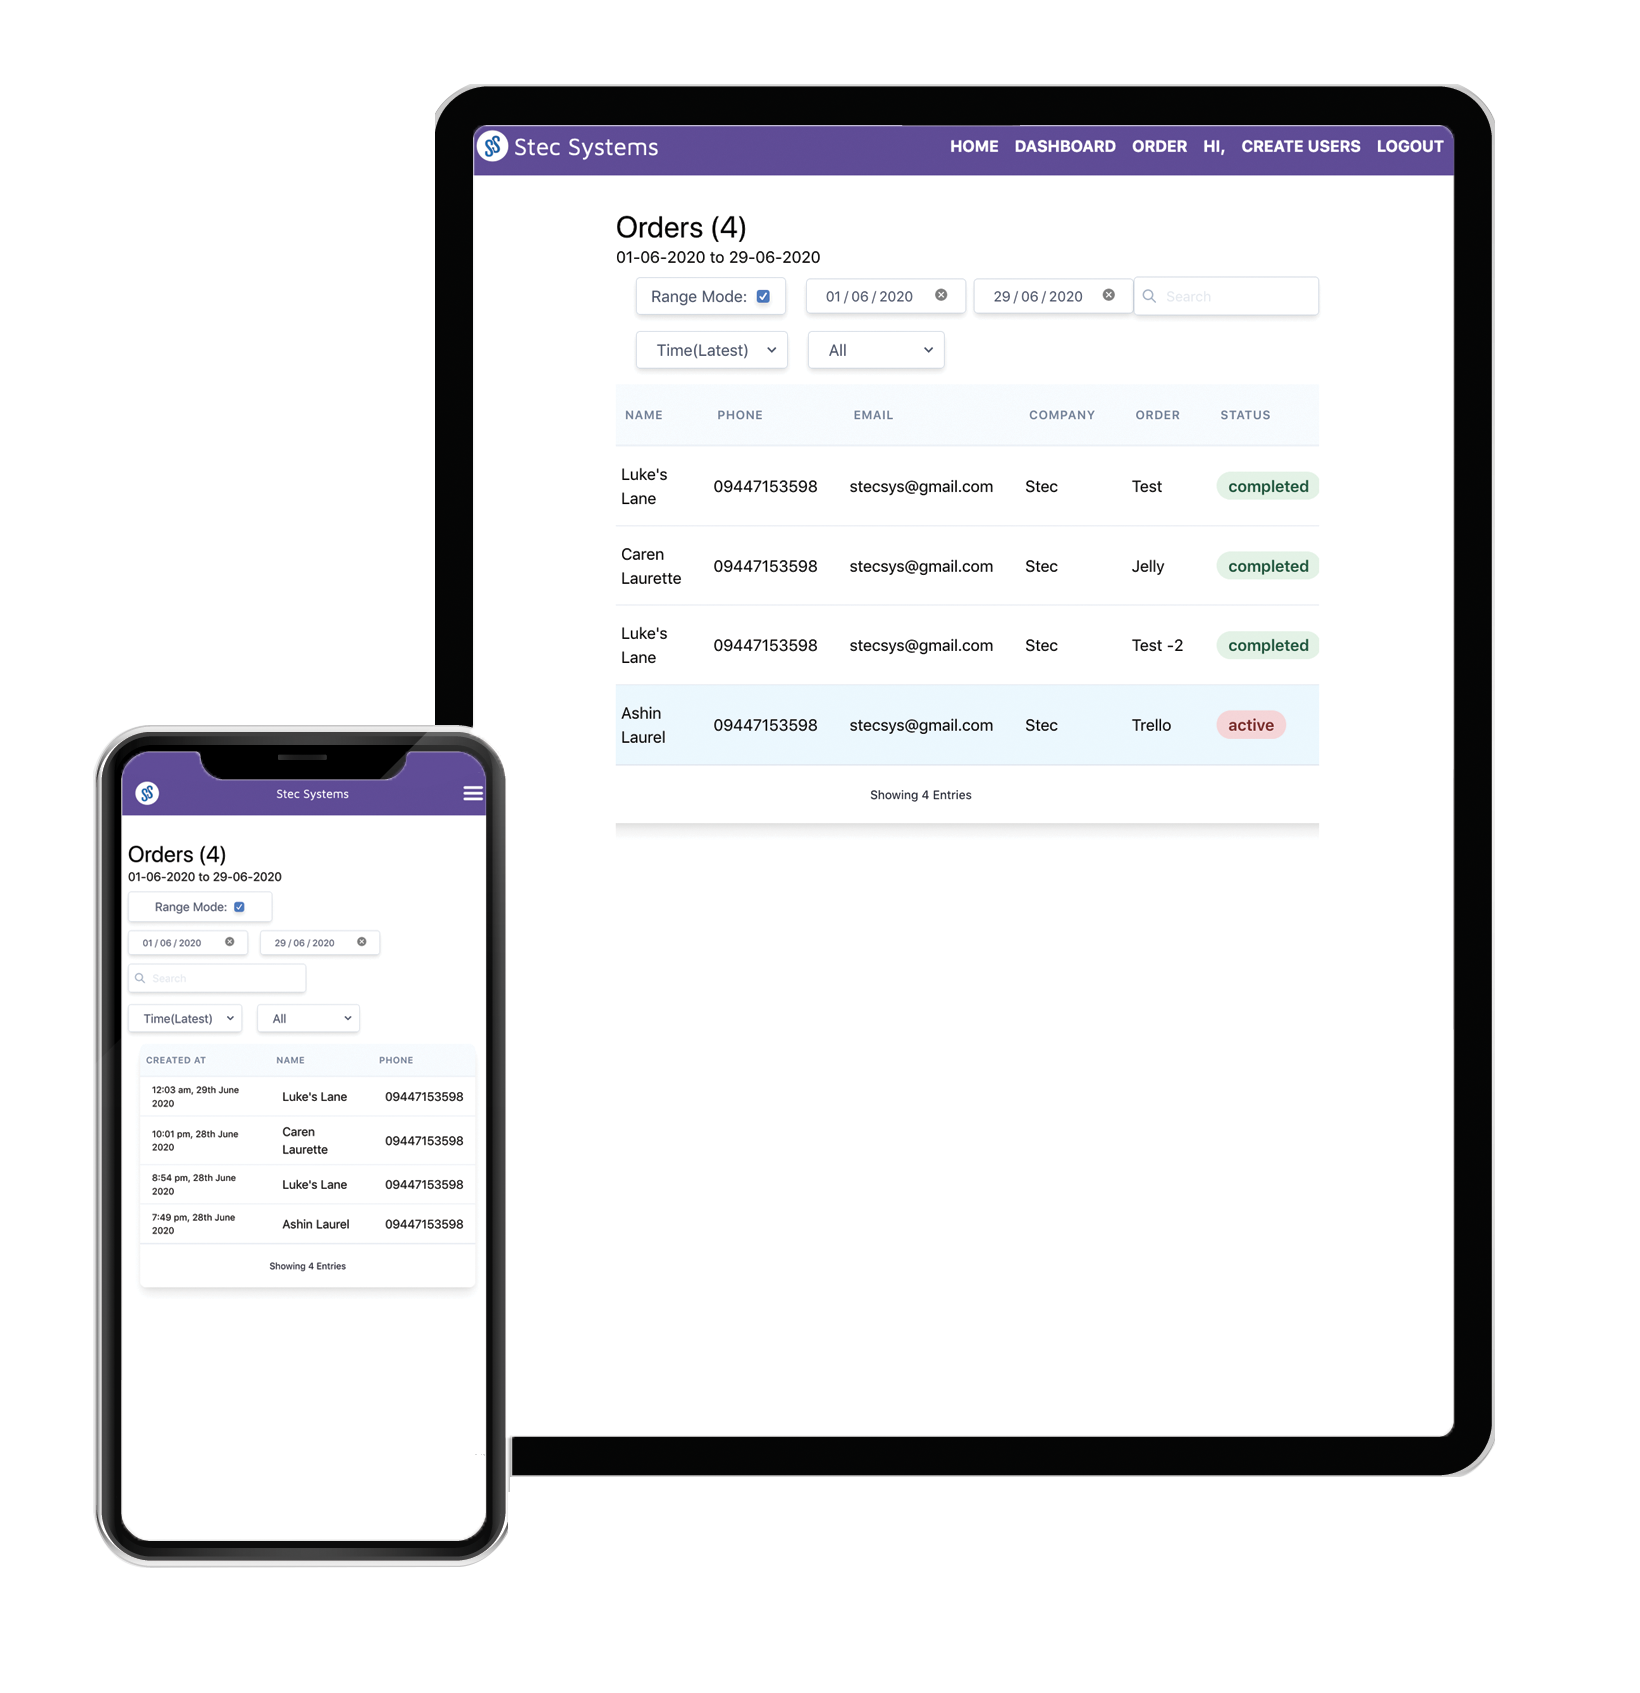 Stec Systems HOME DASHBOARD ORDER HI, CREATE USERS LOGOUT
Orders (4)
01-06-2020 to 29-06-2020
Range Mode: 01/06/2020 29/06/2020 Search
Time(Latest) All
NAME PHONE EMAIL COMPANY ORDER STATUS
Luke's
Lane 09447153598 stecsys@gmail.com Stec Test completed
Caren
Laurette 09447153598 stecsys@gmail.com Stec Jelly completed
Luke's
Lane 09447153598 stecsys@gmail.com Stec Test -2 completed
Ashin
Laurel 09447153598 stecsys@gmail.com Stec Trello active
Showing 4 Entries
Stec Systems
Orders (4)
01-06-2020 to 29-06-2020
Range Mode:
01/06/2020 29/06/2020
Search
Time(Latest) All
CREATED AT NAME PHONE
12:03 am, 29th June
2020 Luke's Lane 09447153598
10:01 pm, 28th June
2020 Caren
Laurette 09447153598
8:54 pm, 28th June
2020 Luke's Lane 09447153598
7:49 pm, 28th June
2020 Ashin Laurel 09447153598
Showing 4 Entries